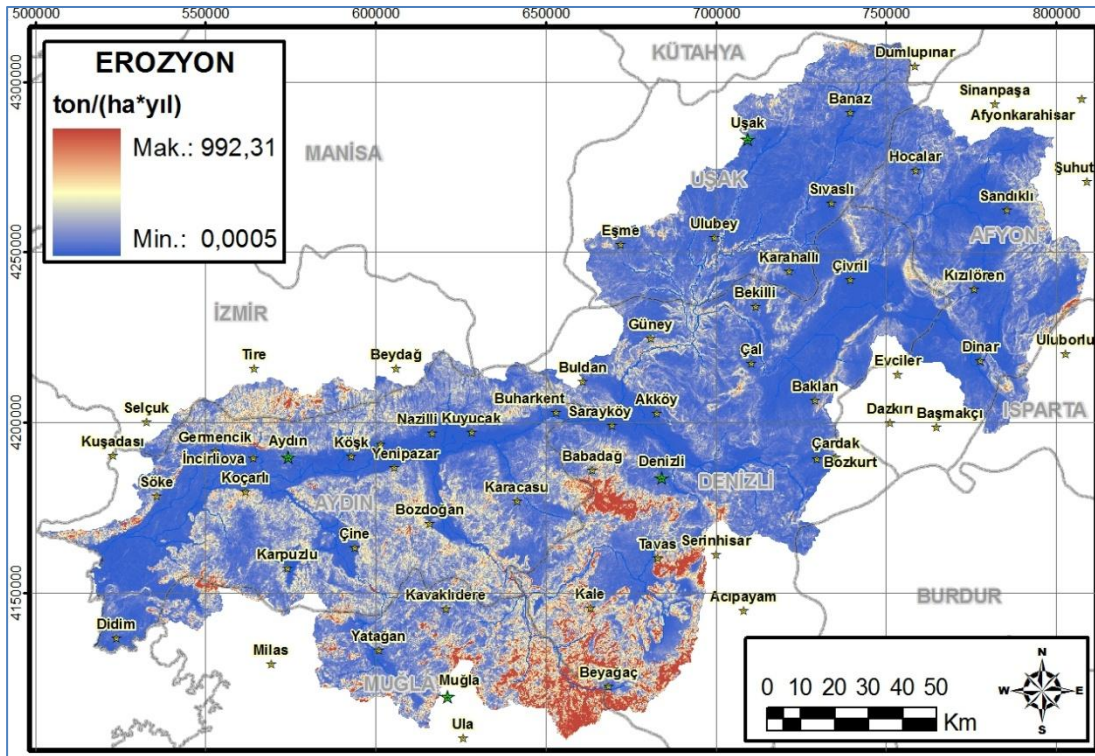 500000
550000
600000
650000
700000
750000
800000
4300000
4250000
4200000
4150000
EROZYON
ton/(ha*yıl)
Mak.: 992,31
Min.: 0,0005
KÜTAHYA
Dumlupınar
Sinanpaşa
Afyonkarahisar
Banaz
Uşak
MANİSA
Hocalar
Şuhut
UŞAK
Sıvaslı
Sandıklı
Eşme
Ulubey
AFYON
Karahallı
Çivril
Kızılören
Bekilli
İZMİR
Güney
Tire
Beydağ
Buldan
Çal
Evciler
Dinar
Uluborlu
Selçuk
Buharkent
Sarayköy
Akköy
Baklan
Dazkırı
Başmakçı
ISPARTA
Kuşadası
Germencik
Aydın
Köşk
Nazilli
Kuyucak
İncirliova
Yenipazar
Babadağ
Denizli
Çardak
Bozkurt
Söke
Koçarlı
AYDIN
Karacasu
DENİZLİ
Bozdoğan
Çine
Tavas
Serinhisar
Karpuzlu
Kavaklıdere
Kale
Acıpayam
BURDUR
Didim
Milas
Yatağan
MUĞLA
Muğla
Beyağaç
Ula
0
10
20
30
40
50
Km
N
W
E
S